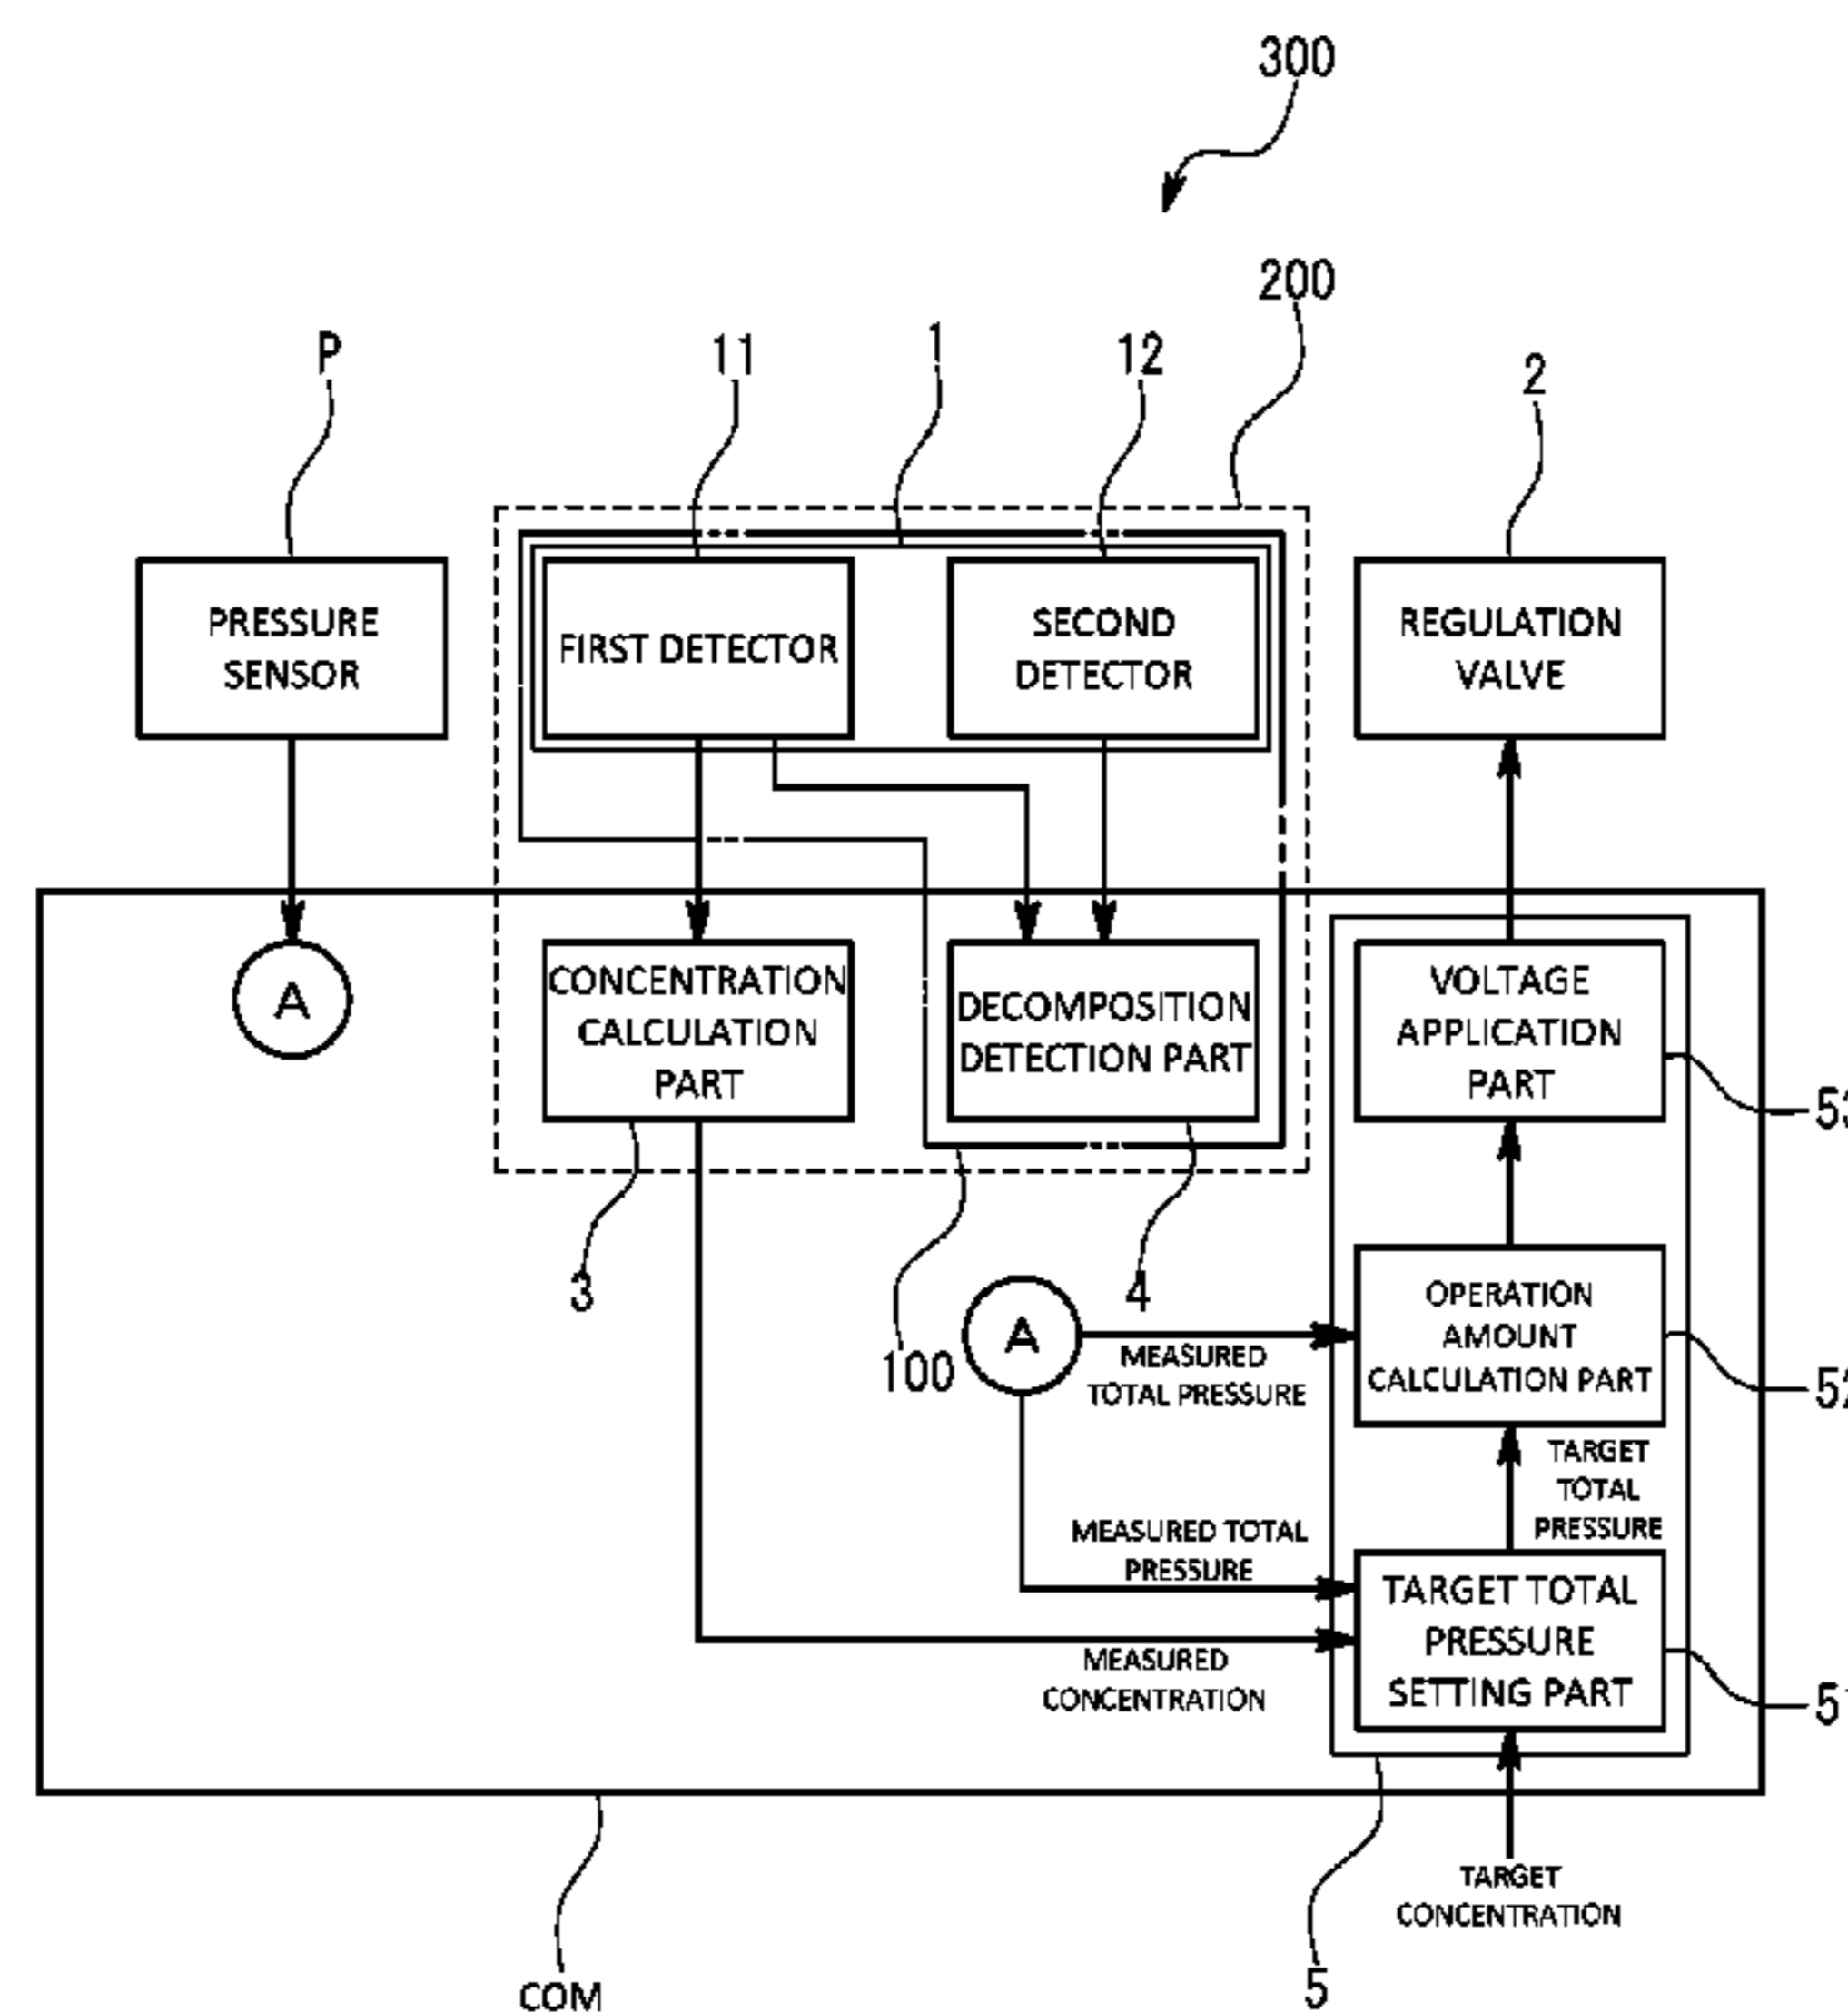 300
200
P
11
1
12
2
PRESSURE
SENSOR
FIRST DETECTOR
SECOND
DETECTOR
REGULATION
VALVE
A
CONCENTRATION
CALCULATION
PART
DECOMPOSITION
DETECTION PART
VOLTAGE
APPLICATION
PART
3
100
4
A
MEASURED
TOTAL PRESSURE
OPERATION
AMOUNT
CALCULATION PART
TARGET
TOTAL
PRESSURE
MEASURED TOTAL
PRESSURE
TARGET TOTAL
PRESSURE
SETTING PART
MEASURED
CONCENTRATION
TARGET
CONCENTRATION
COM
5